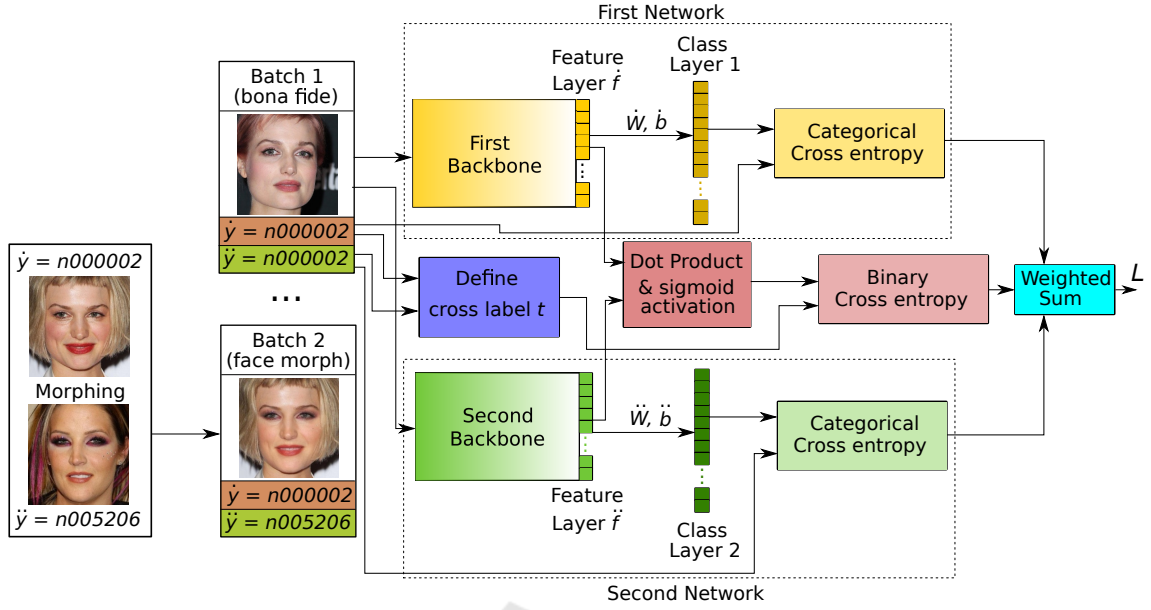 First Network
Batch 1
(bona fide)
ẏ = n000002
ÿ = n000002
...
Feature
Layer ḟ
First
Backbone
Ẇ, ḃ
Class
Layer 1
Categorical
Cross entropy
ẏ = n000002
Morphing
ÿ = n005206
Batch 2
(face morph)
ẏ = n000002
ÿ = n005206
Define
cross label t
Dot Product
& sigmoid
activation
Binary
Cross entropy
Weighted
Sum
L
Second
Backbone
Feature
Layer f̈
Ẅ, b̈
Class
Layer 2
Categorical
Cross entropy
Second Network